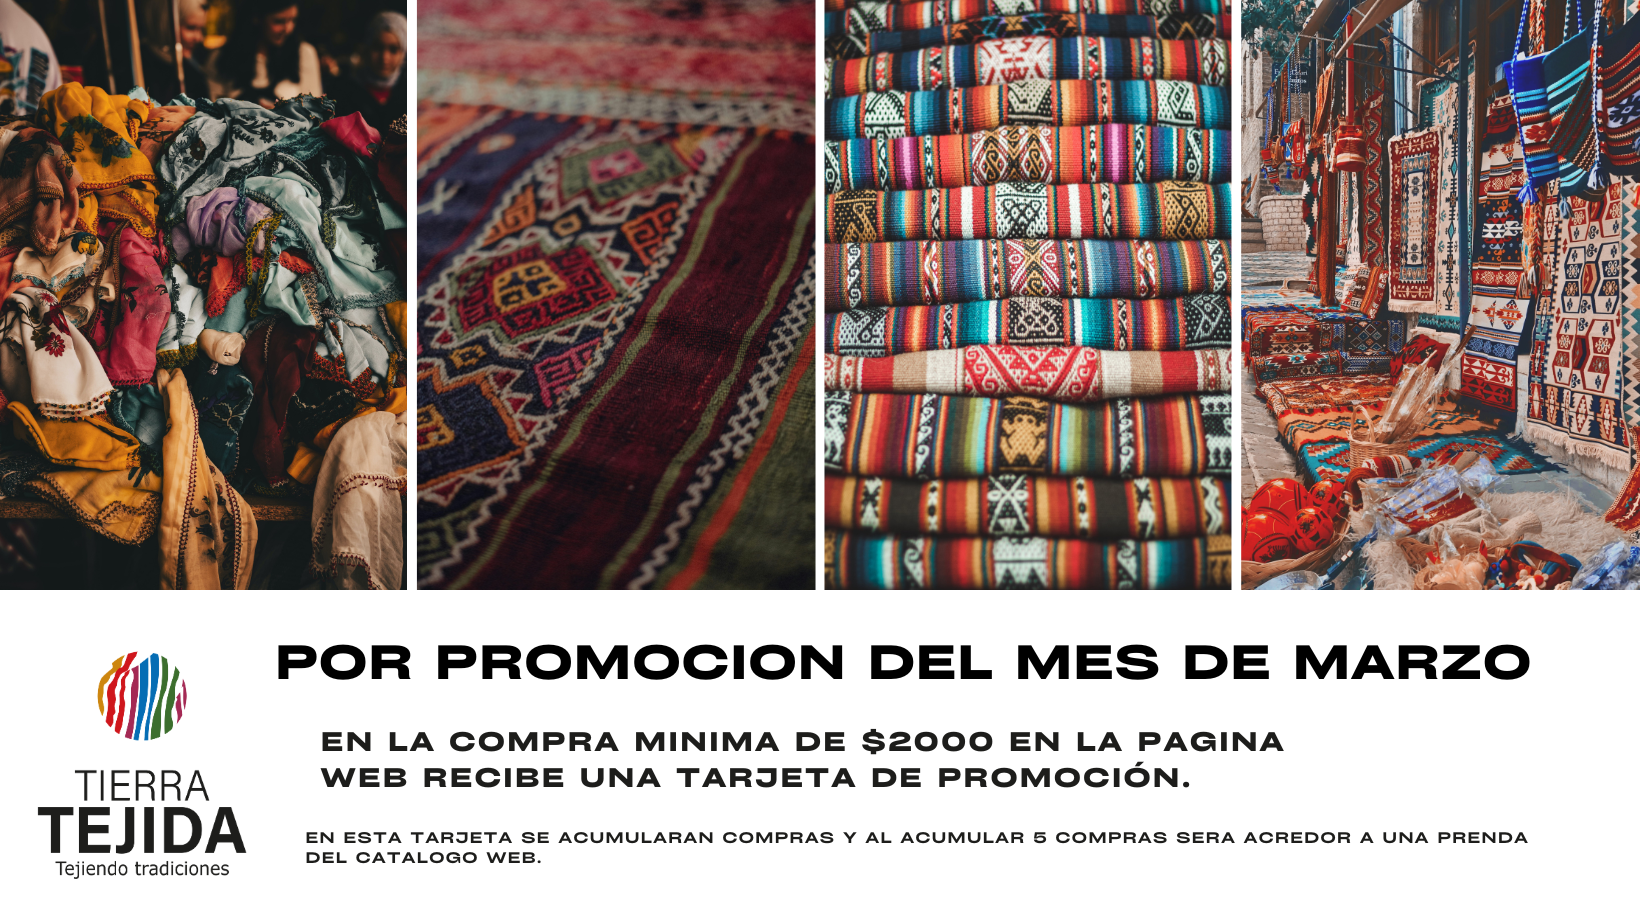 POR PROMOCION DEL MES DE MARZO
EN LA COMPRA MINIMA DE $2000 EN LA PAGINA
WEB RECIBE UNA TARJETA DE PROMOCIÓN.
TIERRA
TEJIDA
Tejiendo tradiciones
EN ESTA TARJETA SE ACUMULARAN COMPRAS Y AL ACUMULAR 5 COMPRAS SERA ACREDOR A UNA PRENDA
DEL CATALOGO WEB.